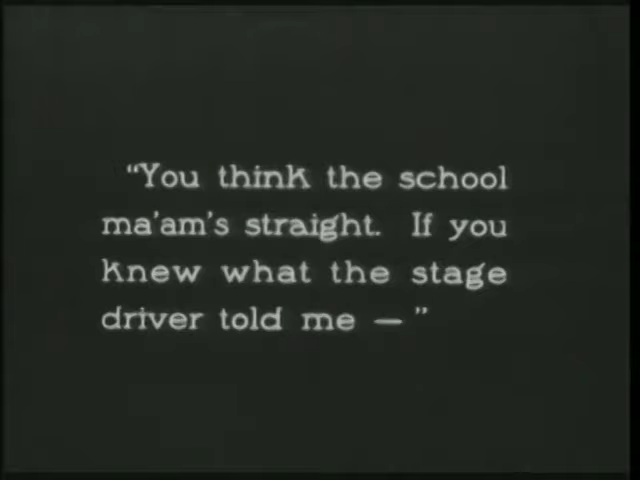 "You think the school
ma'am's straight. If you
knew what the stage
driver told me — "